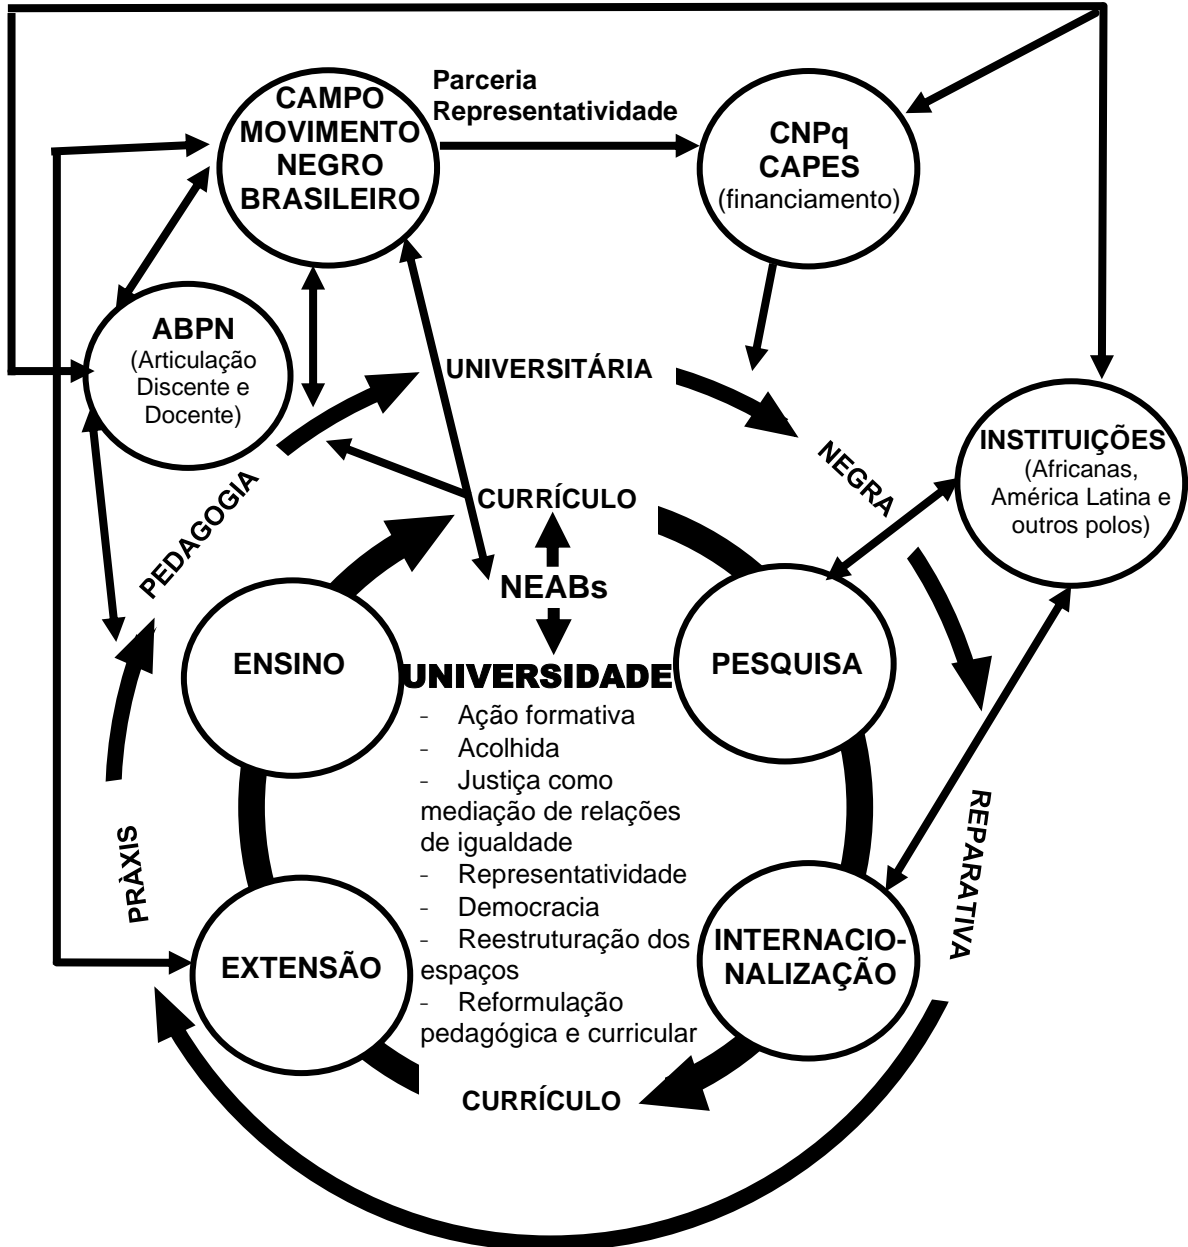 CAMPO
MOVIMENTO
NEGRO
BRASILEIRO
Parceria
Representatividade
CNPq
CAPES
(financiamento)
ABPN
(Articulação
Discente e
Docente)
UNIVERSITÁRIA
INSTITUIÇÕES
(Africanas,
América Latina e
outros polos)
NEGRA
PEDAGOGIA
CURRÍCULO
NEABs
ENSINO
UNIVERSIDADE
PESQUISA
- Ação formativa
- Acolhida
- Justiça como
mediação de relações
de igualdade
- Representatividade
- Democracia
- Reestruturação dos
espaços
- Reformulação
pedagógica e curricular
PRÀXIS
REPARATIVA
EXTENSÃO
INTERNACIO-
NALIZAÇÃO
CURRÍCULO